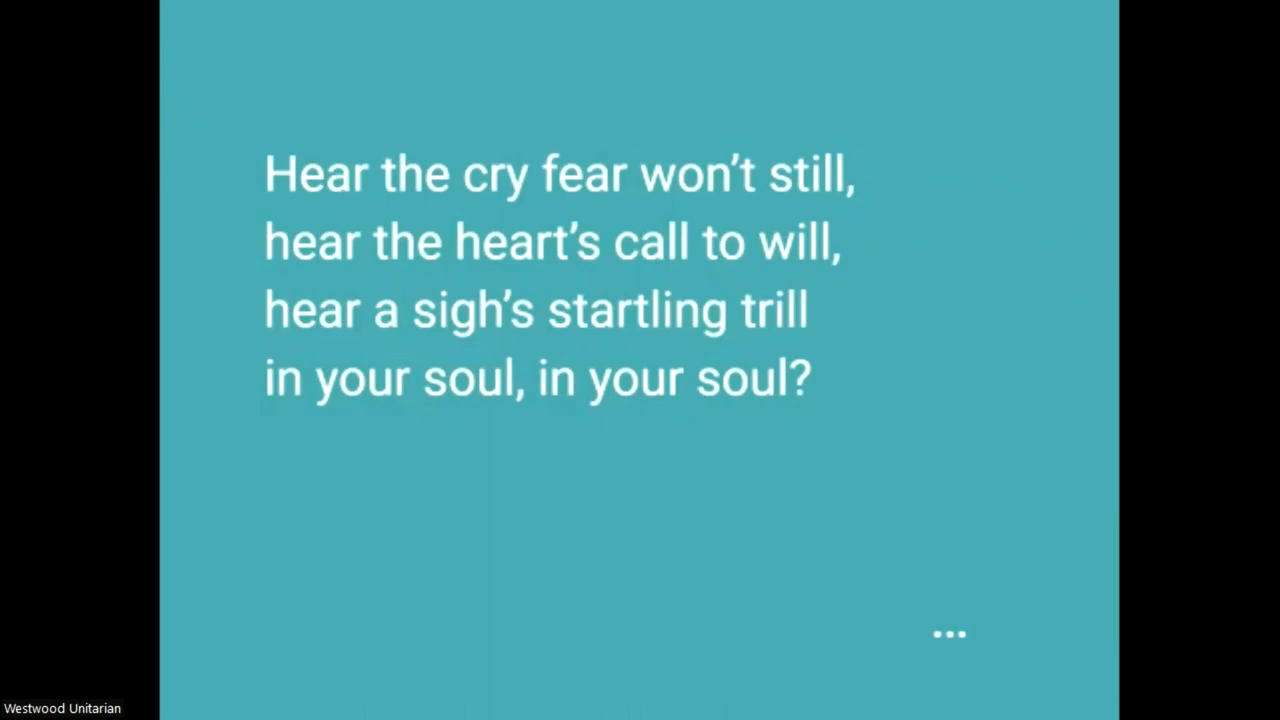 Hear the cry fear won’t still,
hear the heart’s call to will,
hear a sigh’s startling trill
in your soul, in your soul?
...
Westwood Unitarian